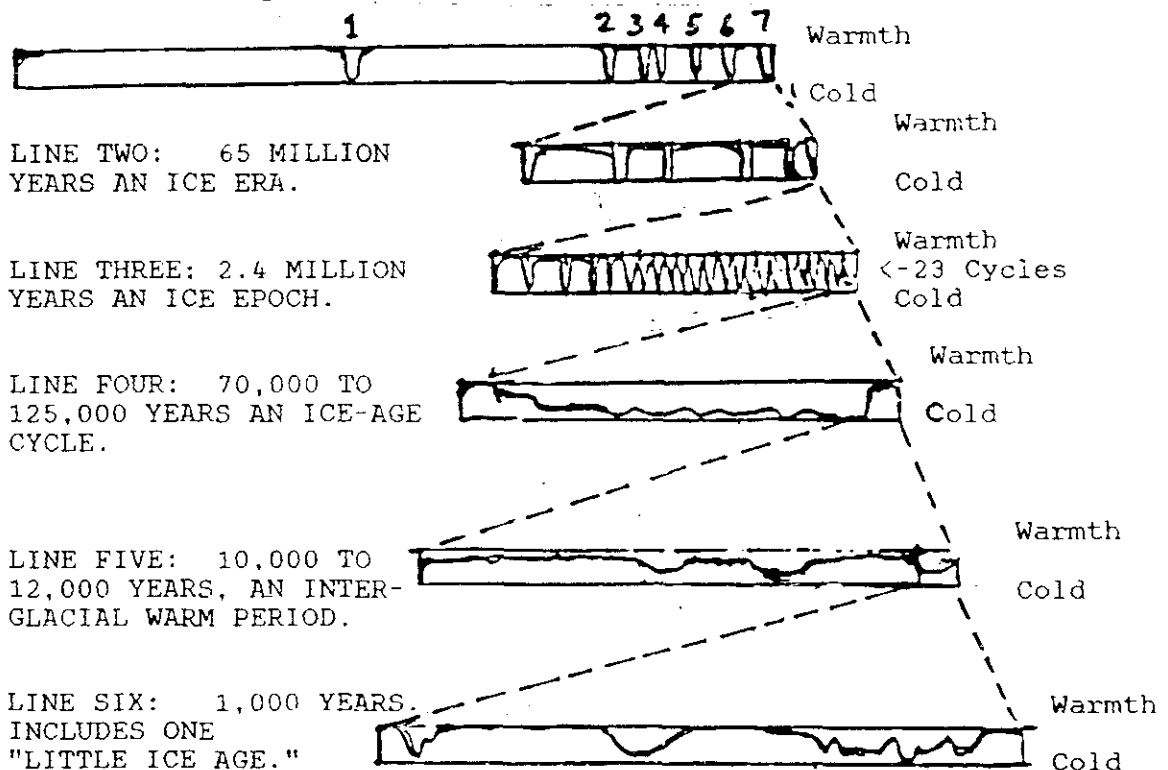 1 2 3 4 5 6 7
Warmth
Cold
Warmth
LINE TWO: 65 MILLION
YEARS AN ICE ERA.
Cold
Warmth
LINE THREE: 2.4 MILLION
YEARS AN ICE EPOCH.
<-23 Cycles
Cold
Warmth
LINE FOUR: 70,000 TO
125,000 YEARS AN ICE-AGE
CYCLE.
Cold
Warmth
LINE FIVE: 10,000 TO
12,000 YEARS, AN INTER-
GLACIAL WARM PERIOD.
Cold
LINE SIX: 1,000 YEARS.
INCLUDES ONE
"LITTLE ICE AGE."
Warmth
Cold